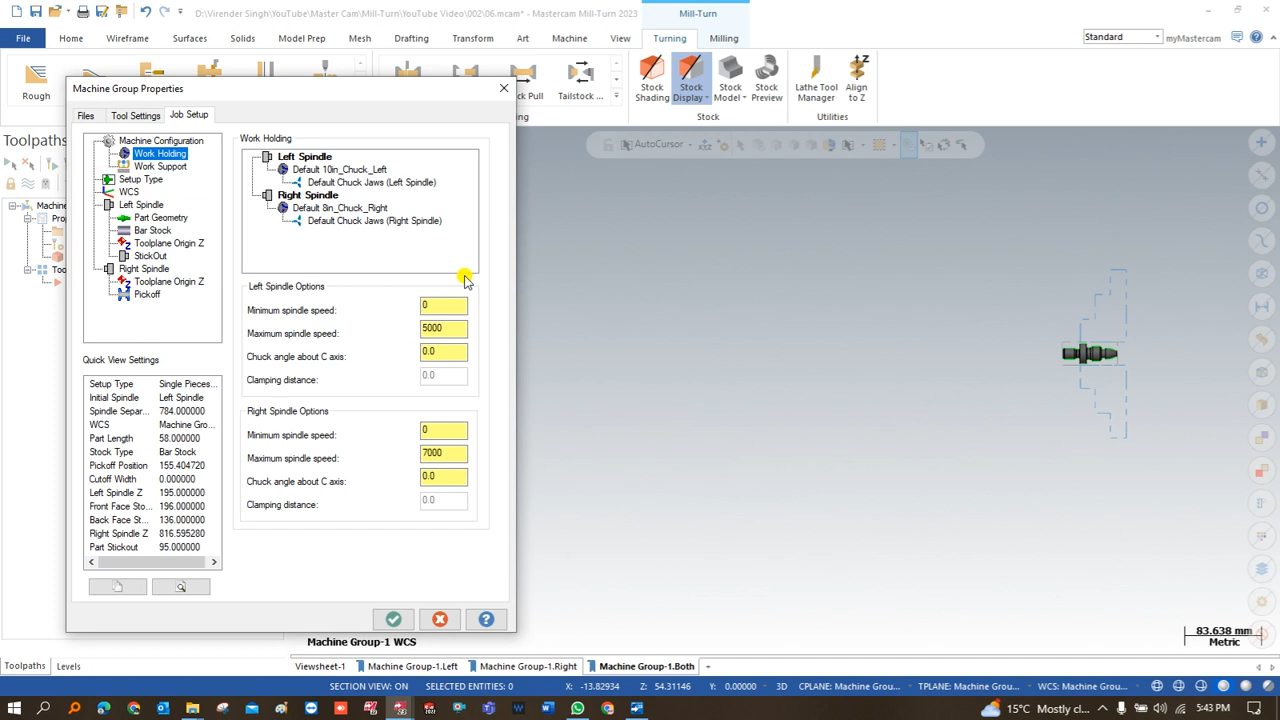 D:\Virender Singh\YouTube\Master Cam\Mill-Turn\YouTube Video\002\06.mcam* - Mastercam Mill-Turn 2023
Mill-Turn
File
Home
Wireframe
Surfaces
Solids
Model Prep
Mesh
Drafting
Transform
Art
Machine
View
Turning
Milling
Standard
myMastercam
Rough
ck Pull
Tailstock ...
Stock Shading
Stock Display
Stock Model
Stock Preview
Lathe Tool Manager
Align to Z
Stock
Utilities
Machine Group Properties
Files
Tool Settings
Job Setup
Toolpaths
AutoCursor
Machine Configuration
Work Holding
Work Support
Setup Type
WCS
Left Spindle
Part Geometry
Bar Stock
Toolplane Origin Z
StickOut
Right Spindle
Toolplane Origin Z
Pickoff
Machine
Pro
Too
Work Holding
Left Spindle
Default 10in_Chuck_Left
Default Chuck Jaws (Left Spindle)
Right Spindle
Default 8in_Chuck_Right
Default Chuck Jaws (Right Spindle)
Left Spindle Options
Minimum spindle speed: 0
Maximum spindle speed: 5000
Chuck angle about C axis: 0.0
Clamping distance: 0.0
Right Spindle Options
Minimum spindle speed: 0
Maximum spindle speed: 7000
Chuck angle about C axis: 0.0
Clamping distance: 0.0
Quick View Settings
Setup Type Single Pieces...
Initial Spindle Left Spindle
Spindle Separ... 784.000000
WCS Machine Gro...
Part Length 58.000000
Stock Type Bar Stock
Pickoff Position 155.404720
Cutoff Width 0.000000
Left Spindle Z 195.000000
Front Face Sto... 196.000000
Back Face St... 136.000000
Right Spindle Z 816.595280
Part Stickout 95.000000
Machine Group-1 WCS
83.638 mm
Metric
Toolpaths
Levels
Viewsheet-1
Machine Group-1.Left
Machine Group-1.Right
Machine Group-1.Both
+
SECTION VIEW: ON
SELECTED ENTITIES: 0
X: -13.82934
Z: 54.31146
Y: 0.00000
3D
CPLANE: Machine Grou...
TPLANE: Machine Grou...
WCS: Machine Grou...
15°C Mostly cl...
5:43 PM